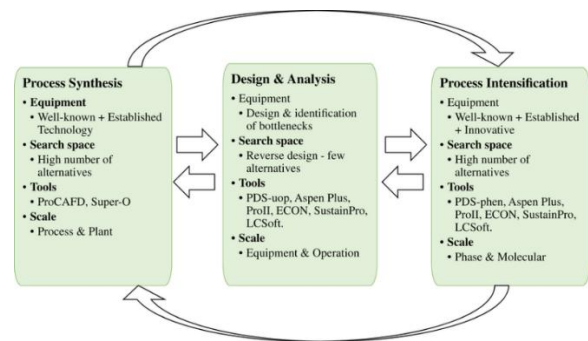 Process Synthesis
• Equipment
• Well-known + Established
Technology
• Search space
• High number of
alternatives
• Tools
• ProCAFD, Super-O
• Scale
• Process & Plant
Design & Analysis
• Equipment
• Design & identification
of bottlenecks
• Search space
• Reverse design - few
alternatives
• Tools
• PDS-uop, Aspen Plus,
ProII, ECON, SustainPro,
LCSoft.
• Scale
• Equipment & Operation
Process Intensification
• Equipment
• Well-known + Established
+ Innovative
• Search space
• High number of
alternatives
• Tools
• PDS-phen, Aspen Plus,
ProII, ECON, SustainPro,
LCSoft.
• Scale
• Phase & Molecular